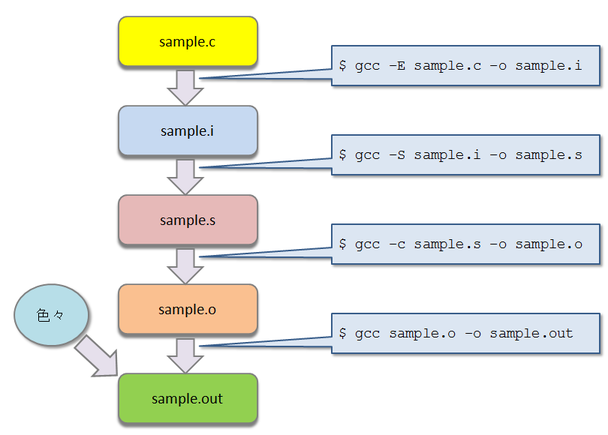 sample.c
$ gcc -E sample.c -o sample.i
sample.i
$ gcc -S sample.i -o sample.s
sample.s
$ gcc -c sample.s -o sample.o
sample.o
色々
$ gcc sample.o -o sample.out
sample.out